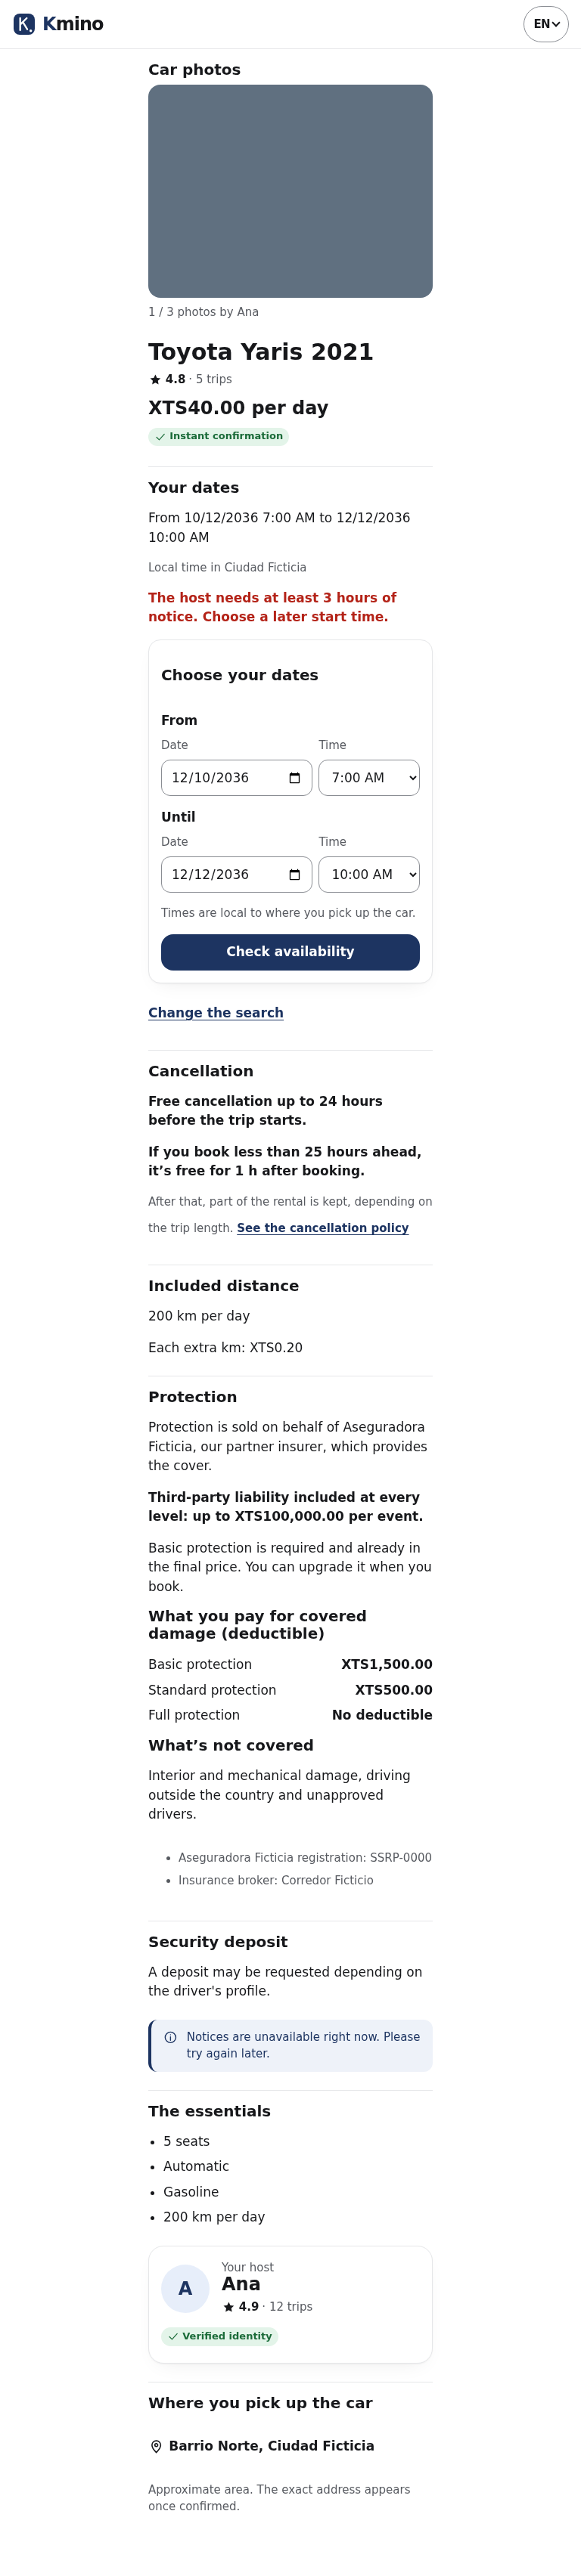 Kmino
EN
Car photos
1 / 3 photos by Ana
Toyota Yaris 2021
4.8 · 5 trips
XTS40.00 per day
Instant confirmation
Your dates
From 10/12/2036 7:00 AM to 12/12/2036
10:00 AM
Local time in Ciudad Ficticia
The host needs at least 3 hours of
notice. Choose a later start time.
Choose your dates
From
Date Time
12/10/2036 7:00 AM
Until
Date Time
12/12/2036 10:00 AM
Times are local to where you pick up the car.
Check availability
Change the search
Cancellation
Free cancellation up to 24 hours
before the trip starts.
If you book less than 25 hours ahead,
it’s free for 1 h after booking.
After that, part of the rental is kept, depending on
the trip length. See the cancellation policy
Included distance
200 km per day
Each extra km: XTS0.20
Protection
Protection is sold on behalf of Aseguradora
Ficticia, our partner insurer, which provides
the cover.
Third-party liability included at every
level: up to XTS100,000.00 per event.
Basic protection is required and already in
the final price. You can upgrade it when you
book.
What you pay for covered
damage (deductible)
Basic protection XTS1,500.00
Standard protection XTS500.00
Full protection No deductible
What’s not covered
Interior and mechanical damage, driving
outside the country and unapproved
drivers.
• Aseguradora Ficticia registration: SSRP-0000
• Insurance broker: Corredor Ficticio
Security deposit
A deposit may be requested depending on
the driver's profile.
Notices are unavailable right now. Please
try again later.
The essentials
• 5 seats
• Automatic
• Gasoline
• 200 km per day
A
Your host
Ana
4.9 · 12 trips
Verified identity
Where you pick up the car
Barrio Norte, Ciudad Ficticia
Approximate area. The exact address appears
once confirmed.